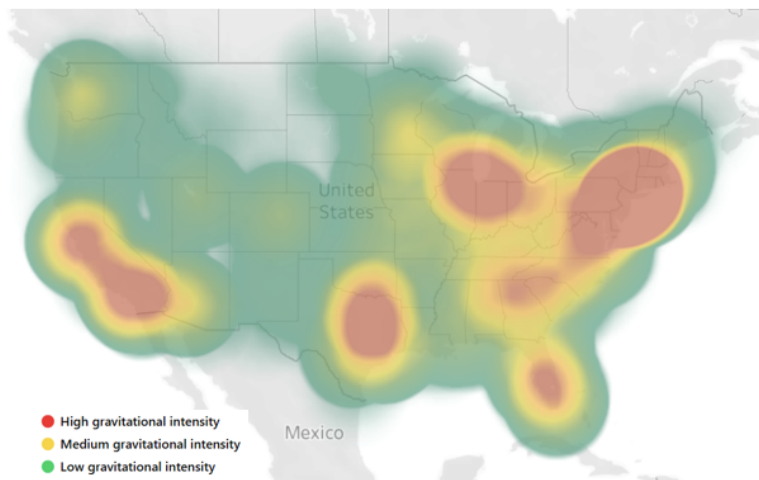 United
States
Mexico
High gravitational intensity
Medium gravitational intensity
Low gravitational intensity